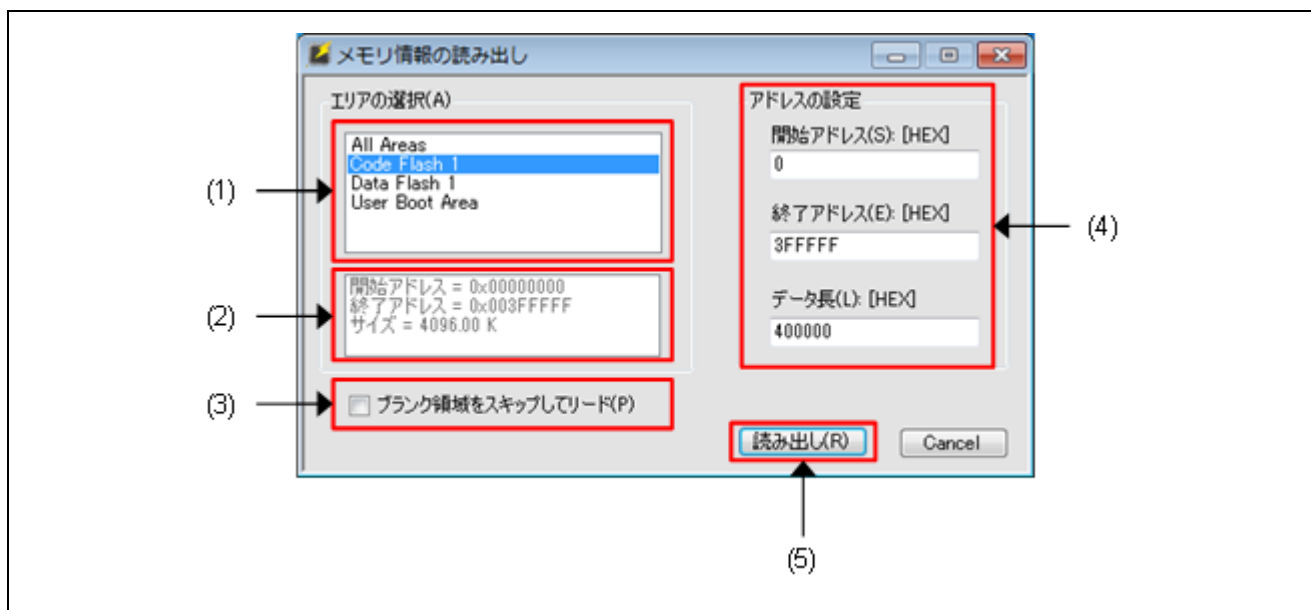 メモリ情報の読み出し
エリアの選択(A)
All Areas
Code Flash 1
Data Flash 1
User Boot Area
(1)
開始アドレス = 0x00000000
終了アドレス = 0x003FFFFF
サイズ = 4096.00 K
(2)
(3)
ブランク領域をスキップしてリード(P)
アドレスの設定
開始アドレス(S): [HEX]
0
終了アドレス(E): [HEX]
3FFFFF
データ長(L): [HEX]
400000
(4)
読み出し(R)
Cancel
(5)